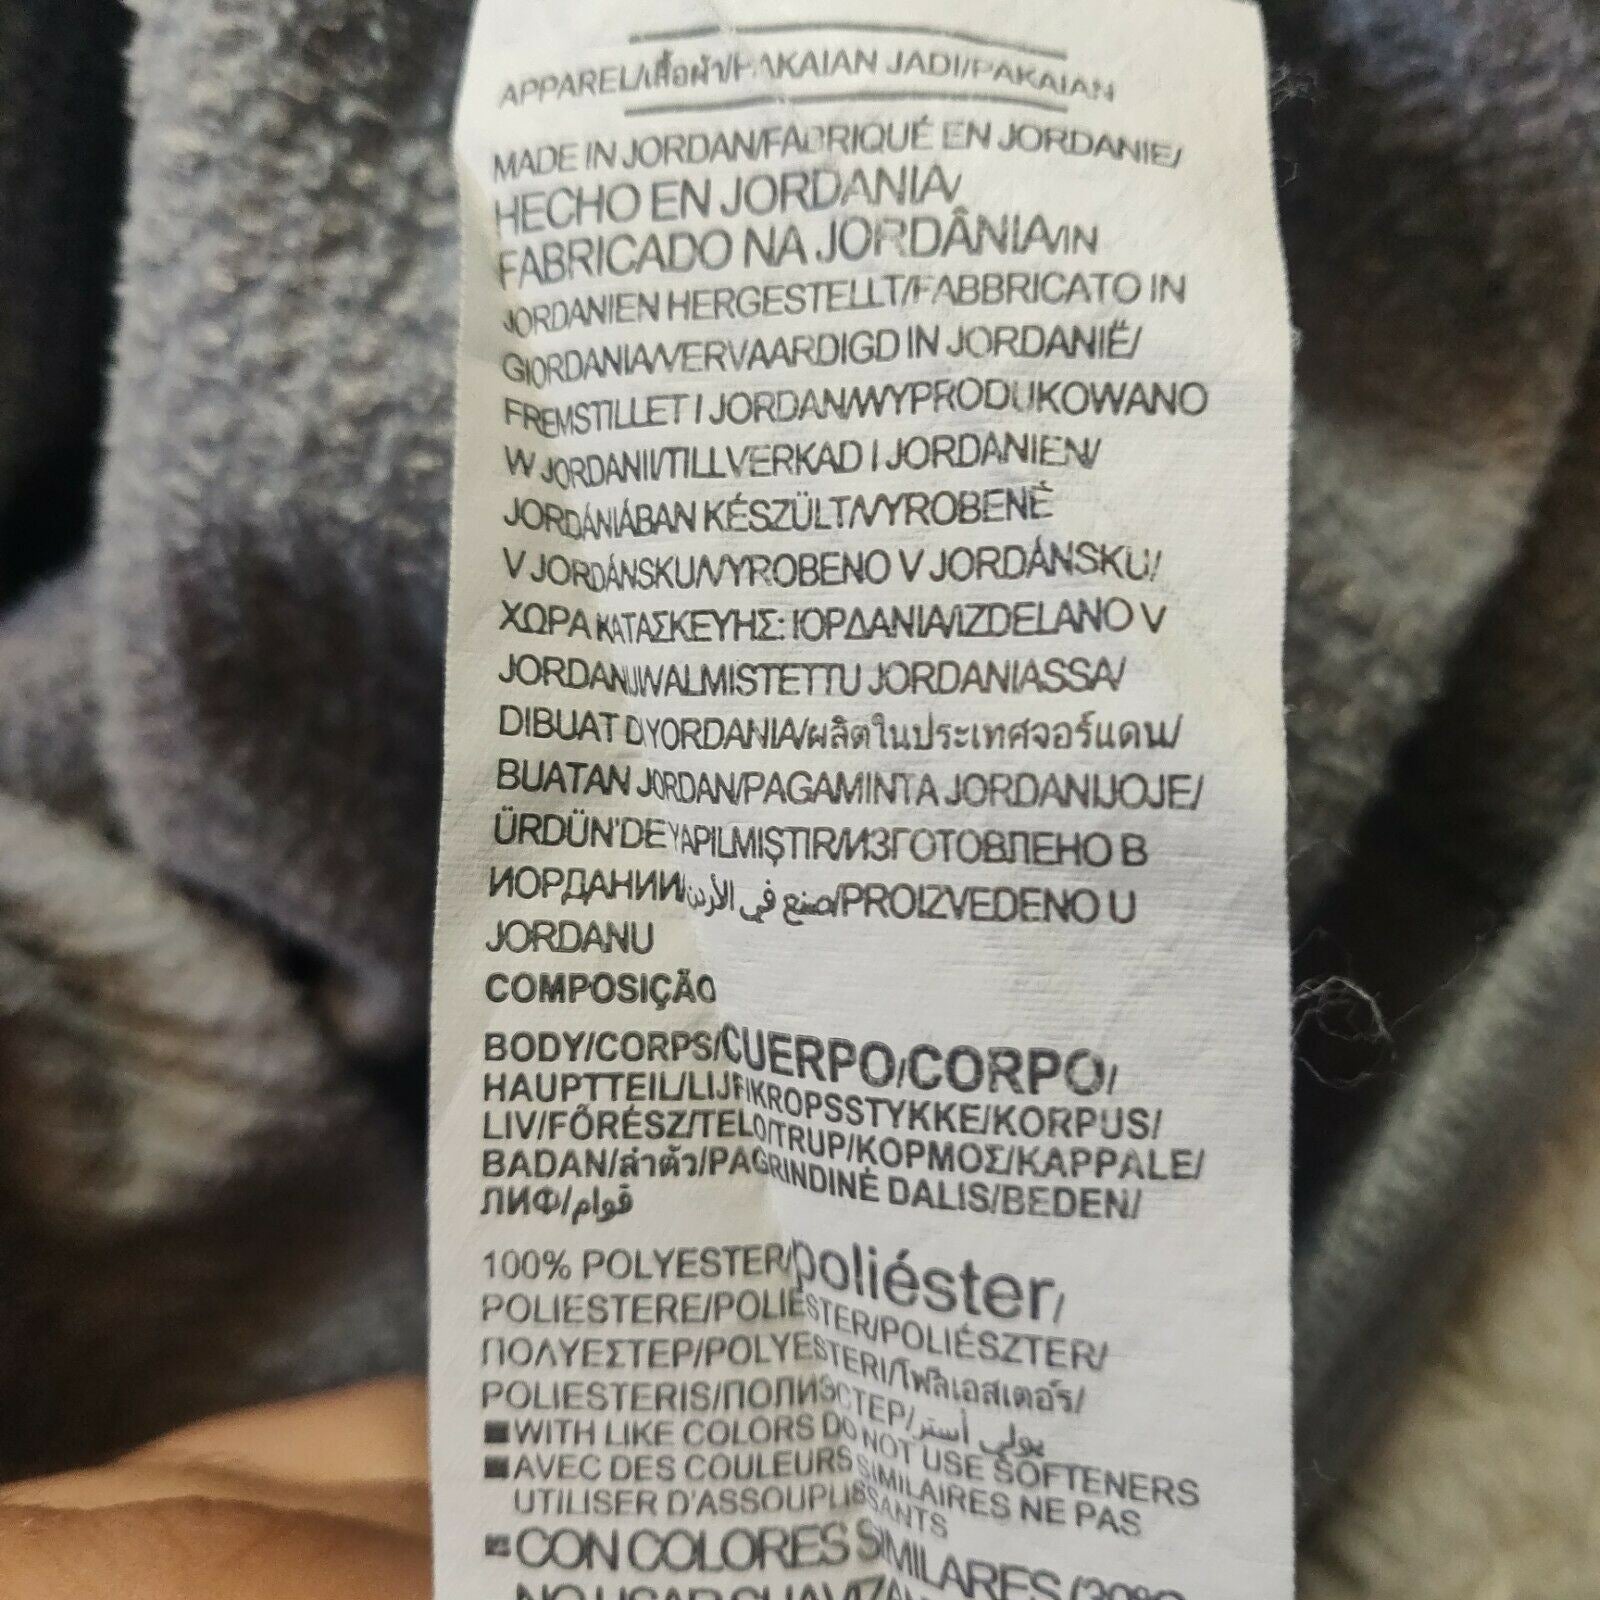 APPAREL/เสื้อผ้า/PAKAIAN JADI/PAKAIAN
MADE IN JORDAN/FABRIQUÉ EN JORDANIE/
HECHO EN JORDANIA/
FABRICADO NA JORDÂNIA/IN
JORDANIEN HERGESTELLT/FABBRICATO IN
GIORDANIA/VERVAARDIGD IN JORDANIË/
FREMSTILLET I JORDAN/WYPRODUKOWANO
W JORDANII/TILLVERKAD I JORDANIEN/
JORDÁNIÁBAN KÉSZÜLT/VYROBENÉ
V JORDÁNSKU/VYROBENO V JORDÁNSKU/
ΧΩΡΑ ΚΑΤΑΣΚΕΥΗΣ: ΙΟΡΔΑΝΙΑ/IZDELANO V
JORDANIJI/VALMISTETTU JORDANIASSA/
DIBUAT DI YORDANIA/ผลิตในประเทศจอร์แดน/
BUATAN JORDAN/PAGAMINTA JORDANIJOJE/
ÜRDÜN'DE YAPILMIŞTIR/ИЗГОТОВЛЕНО В
ИОРДАНИИ/صنع في الأردن/PROIZVEDENO U
JORDANU
COMPOSIÇÃO
BODY/CORPS/CUERPO/CORPO/
HAUPTTEIL/LIJF/KROPSSTYKKE/KORPUS/
LIV/FŐRÉSZ/TELO/TRUP/ΚΟΡΜΟΣ/KAPPALE/
BADAN/ลำตัว/PAGRINDINĖ DALIS/BEDEN/
ЛИФ/قوام
100% POLYESTER/poliéster/
POLIESTERE/POLIESTER/POLIÉSZTER/
ΠΟΛΥΕΣΤΕΡ/POLYESTERI/โพลีเอสเตอร์/
POLIESTERIS/ПОЛИЭСТЕР/بولي أستر
WITH LIKE COLORS DO NOT USE SOFTENERS
AVEC DES COULEURS SIMILAIRES NE PAS
UTILISER D'ASSOUPLISSANTS
CON COLORES SIMILARES/30°C
NO USAR